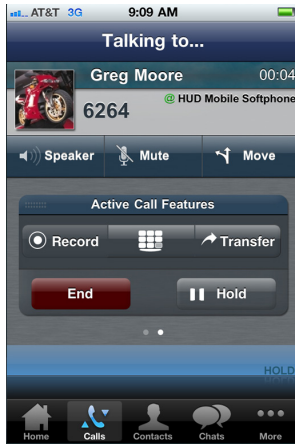 AT&T 3G 9:09 AM
Talking to...
Greg Moore 00:04
6264 @ HUD Mobile Softphone
Speaker Mute Move
Active Call Features
Record Transfer
End Hold
HOLD
HOLD
Home Calls Contacts Chats More